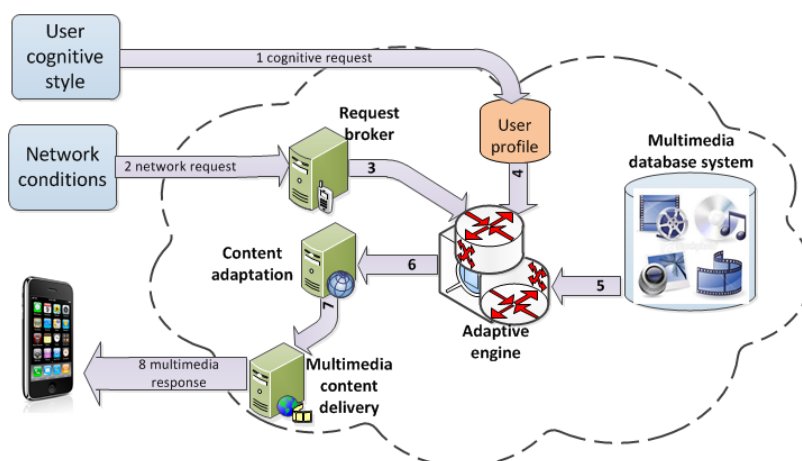 User
cognitive
style
1 cognitive request
Request
broker
User
profile
Multimedia
database system
Network
conditions
2 network request
3
4
Content
adaptation
6
5
7
Adaptive
engine
8 multimedia
response
Multimedia
content
delivery